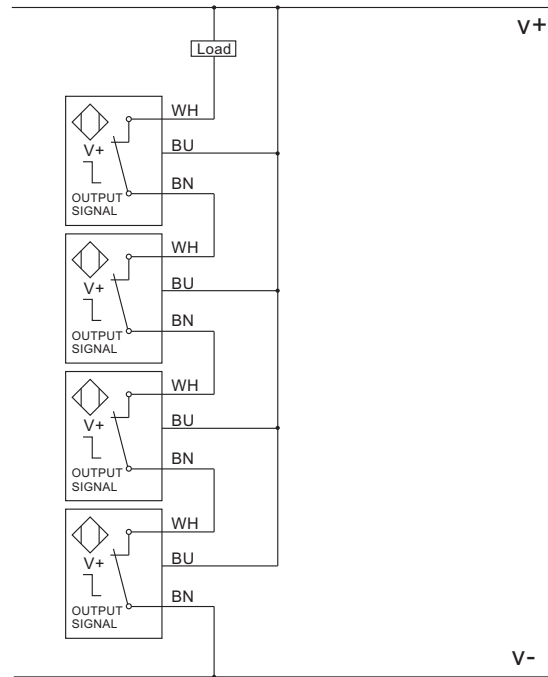 V+
Load
WH
V+
BU
BN
OUTPUT
SIGNAL
WH
V+
BU
BN
OUTPUT
SIGNAL
WH
V+
BU
BN
OUTPUT
SIGNAL
WH
V+
BU
BN
OUTPUT
SIGNAL
V-